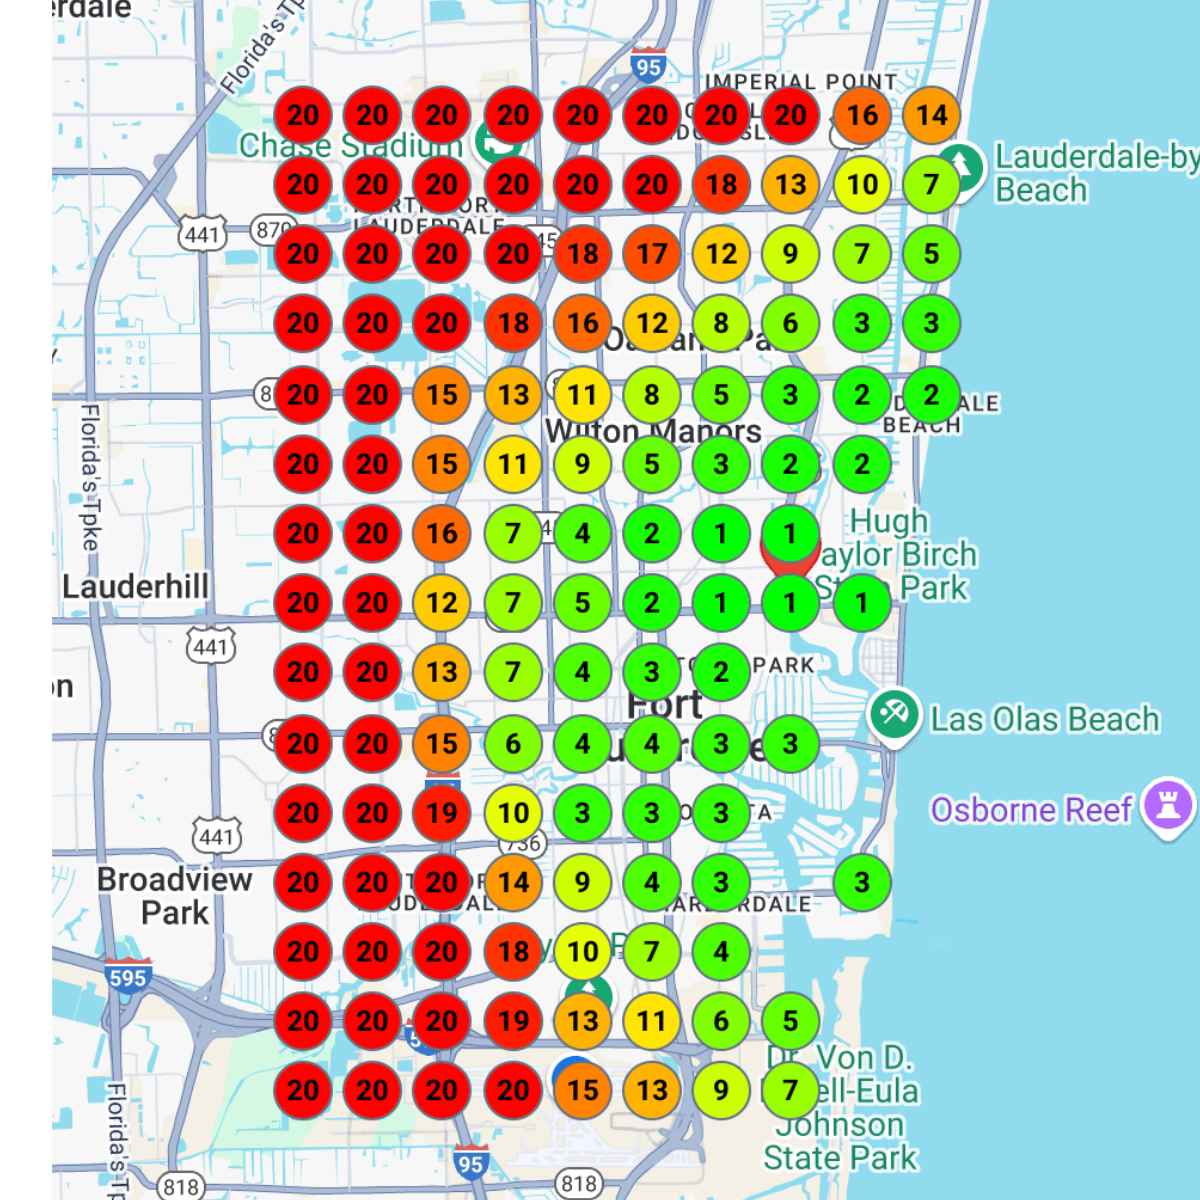 erdale
Florida's Tp
95
IMPERIAL POINT
20 20 20 20 20 20 20 20 16 14
Chase Stadium
Lauderdale-by
Beach
20 20 20 20 20 20 18 13 10 7
LAUDERDALE
441
870
20 20 20 20 18 17 12 9 7 5
20 20 20 18 16 12 8 6 3 3
20 20 15 13 11 8 5 3 2 2
BEACH
Wilton Manors
Florida's Tpke
20 20 15 11 9 5 3 2 2
Hugh
aylor Birch
Park
20 20 16 7 4 2 1 1
Lauderhill
20 20 12 7 5 2 1 1 1
441
20 20 13 7 4 3 2
PARK
on
Fort
Las Olas Beach
20 20 15 6 4 4 3 3
Osborne Reef
20 20 19 10 3 3 3
441
736
Broadview
Park
20 20 20 14 9 4 3 3
20 20 20 18 10 7 4
595
20 20 20 19 13 11 6 5
Dr. Von D.
ell-Eula
Johnson
State Park
20 20 20 20 15 13 9 7
Florida's Tp
95
818
818